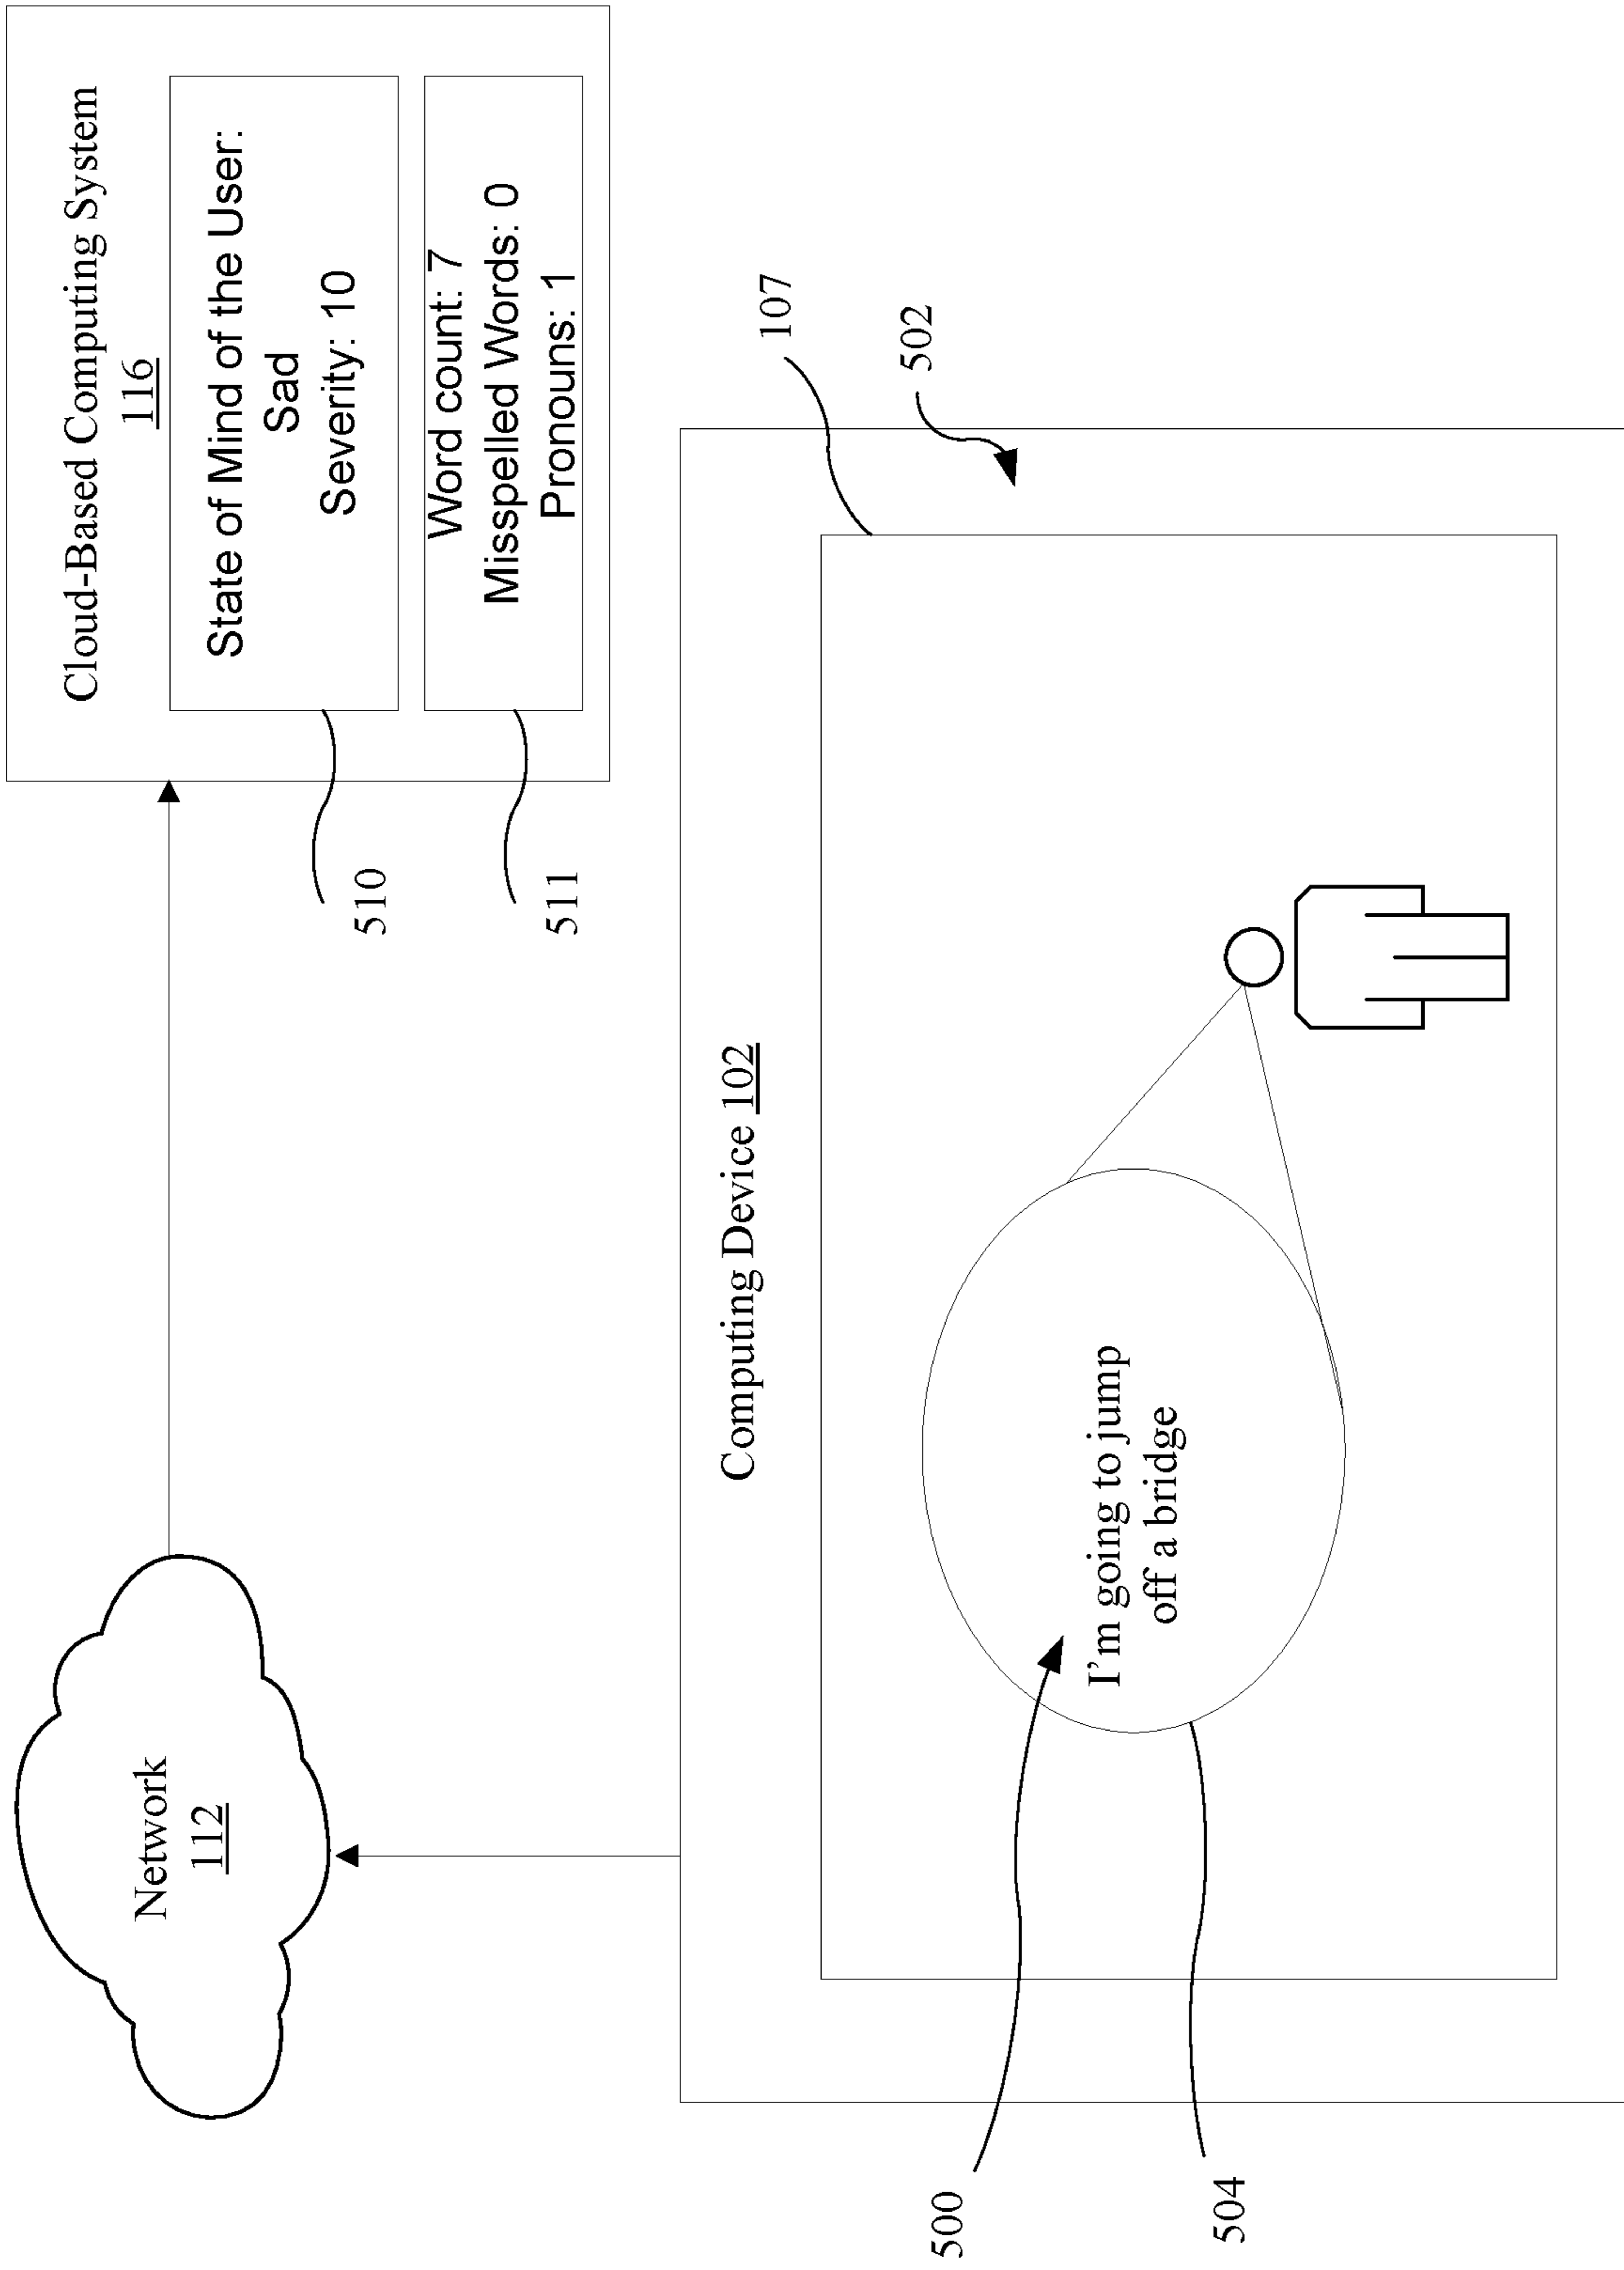 Network
112
Cloud-Based Computing System
116
State of Mind of the User:
Sad
Severity: 10
Word count: 7
Misspelled Words: 0
Pronouns: 1
510
511
Computing Device 102
107
502
I'm going to jump
off a bridge
500
504